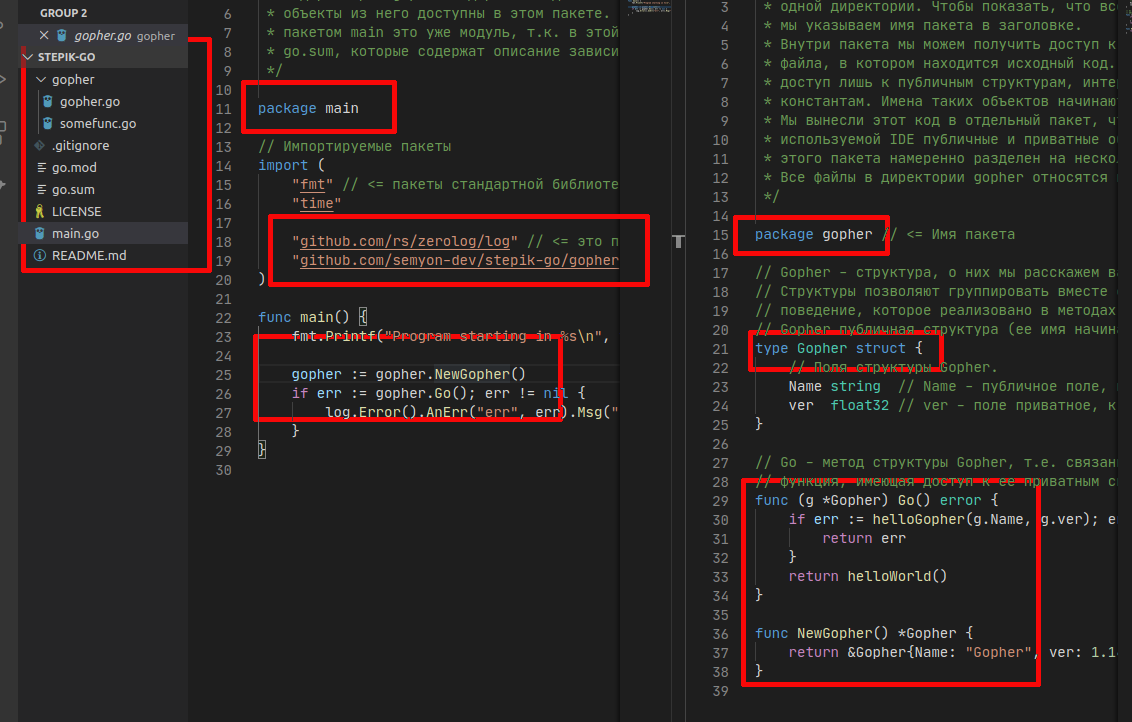 GROUP 2
gopher.go gopher
STEPIK-GO
gopher
gopher.go
somefunc.go
.gitignore
go.mod
go.sum
LICENSE
main.go
README.md
6 * объекты из него доступны в этом пакете.
7 * пакетом main это уже модуль, т.к. в этой
8 * go.sum, которые содержат описание зависи
9 */
10
11 package main
12
13 // Импортируемые пакеты
14 import (
15 "fmt" // <= пакеты стандартной библиоте
16 "time"
17
18 "github.com/rs/zerolog/log" // <= это п
19 "github.com/semyon-dev/stepik-go/gopher
20 )
21
22 func main() {
23 fmt.Printf("Program starting in %s\n",
24
25 gopher := gopher.NewGopher()
26 if err := gopher.Go(); err != nil {
27 log.Error().AnErr("err", err).Msg("
28 }
29 }
30
3 * одной директории. Чтобы показать, что все
4 * мы указываем имя пакета в заголовке.
5 * Внутри пакета мы можем получить доступ к
6 * файла, в котором находится исходный код.
7 * доступ лишь к публичным структурам, инте
8 * константам. Имена таких объектов начинаю
9 * Мы вынесли этот код в отдельный пакет, ч
10 * используемой IDE публичные и приватные о
11 * этого пакета намеренно разделен на неско
12 * Все файлы в директории gopher относятся
13 */
14
15 package gopher // <= Имя пакета
16
17 // Gopher - структура, о них мы расскажем
18 // Структуры позволяют группировать вместе
19 // поведение, которое реализовано в методах
20 // Gopher публичная структура (ее имя начин
21 type Gopher struct {
22 // Поля структуры Gopher.
23 Name string // Name - публичное поле,
24 ver float32 // ver - поле приватное, к
25 }
26
27 // Go - метод структуры Gopher, т.е. связан
28 // функция, имеющая доступ к ее приватным
29 func (g *Gopher) Go() error {
30 if err := helloGopher(g.Name, g.ver); e
31 return err
32 }
33 return helloWorld()
34 }
35
36 func NewGopher() *Gopher {
37 return &Gopher{Name: "Gopher", ver: 1.1
38 }
39